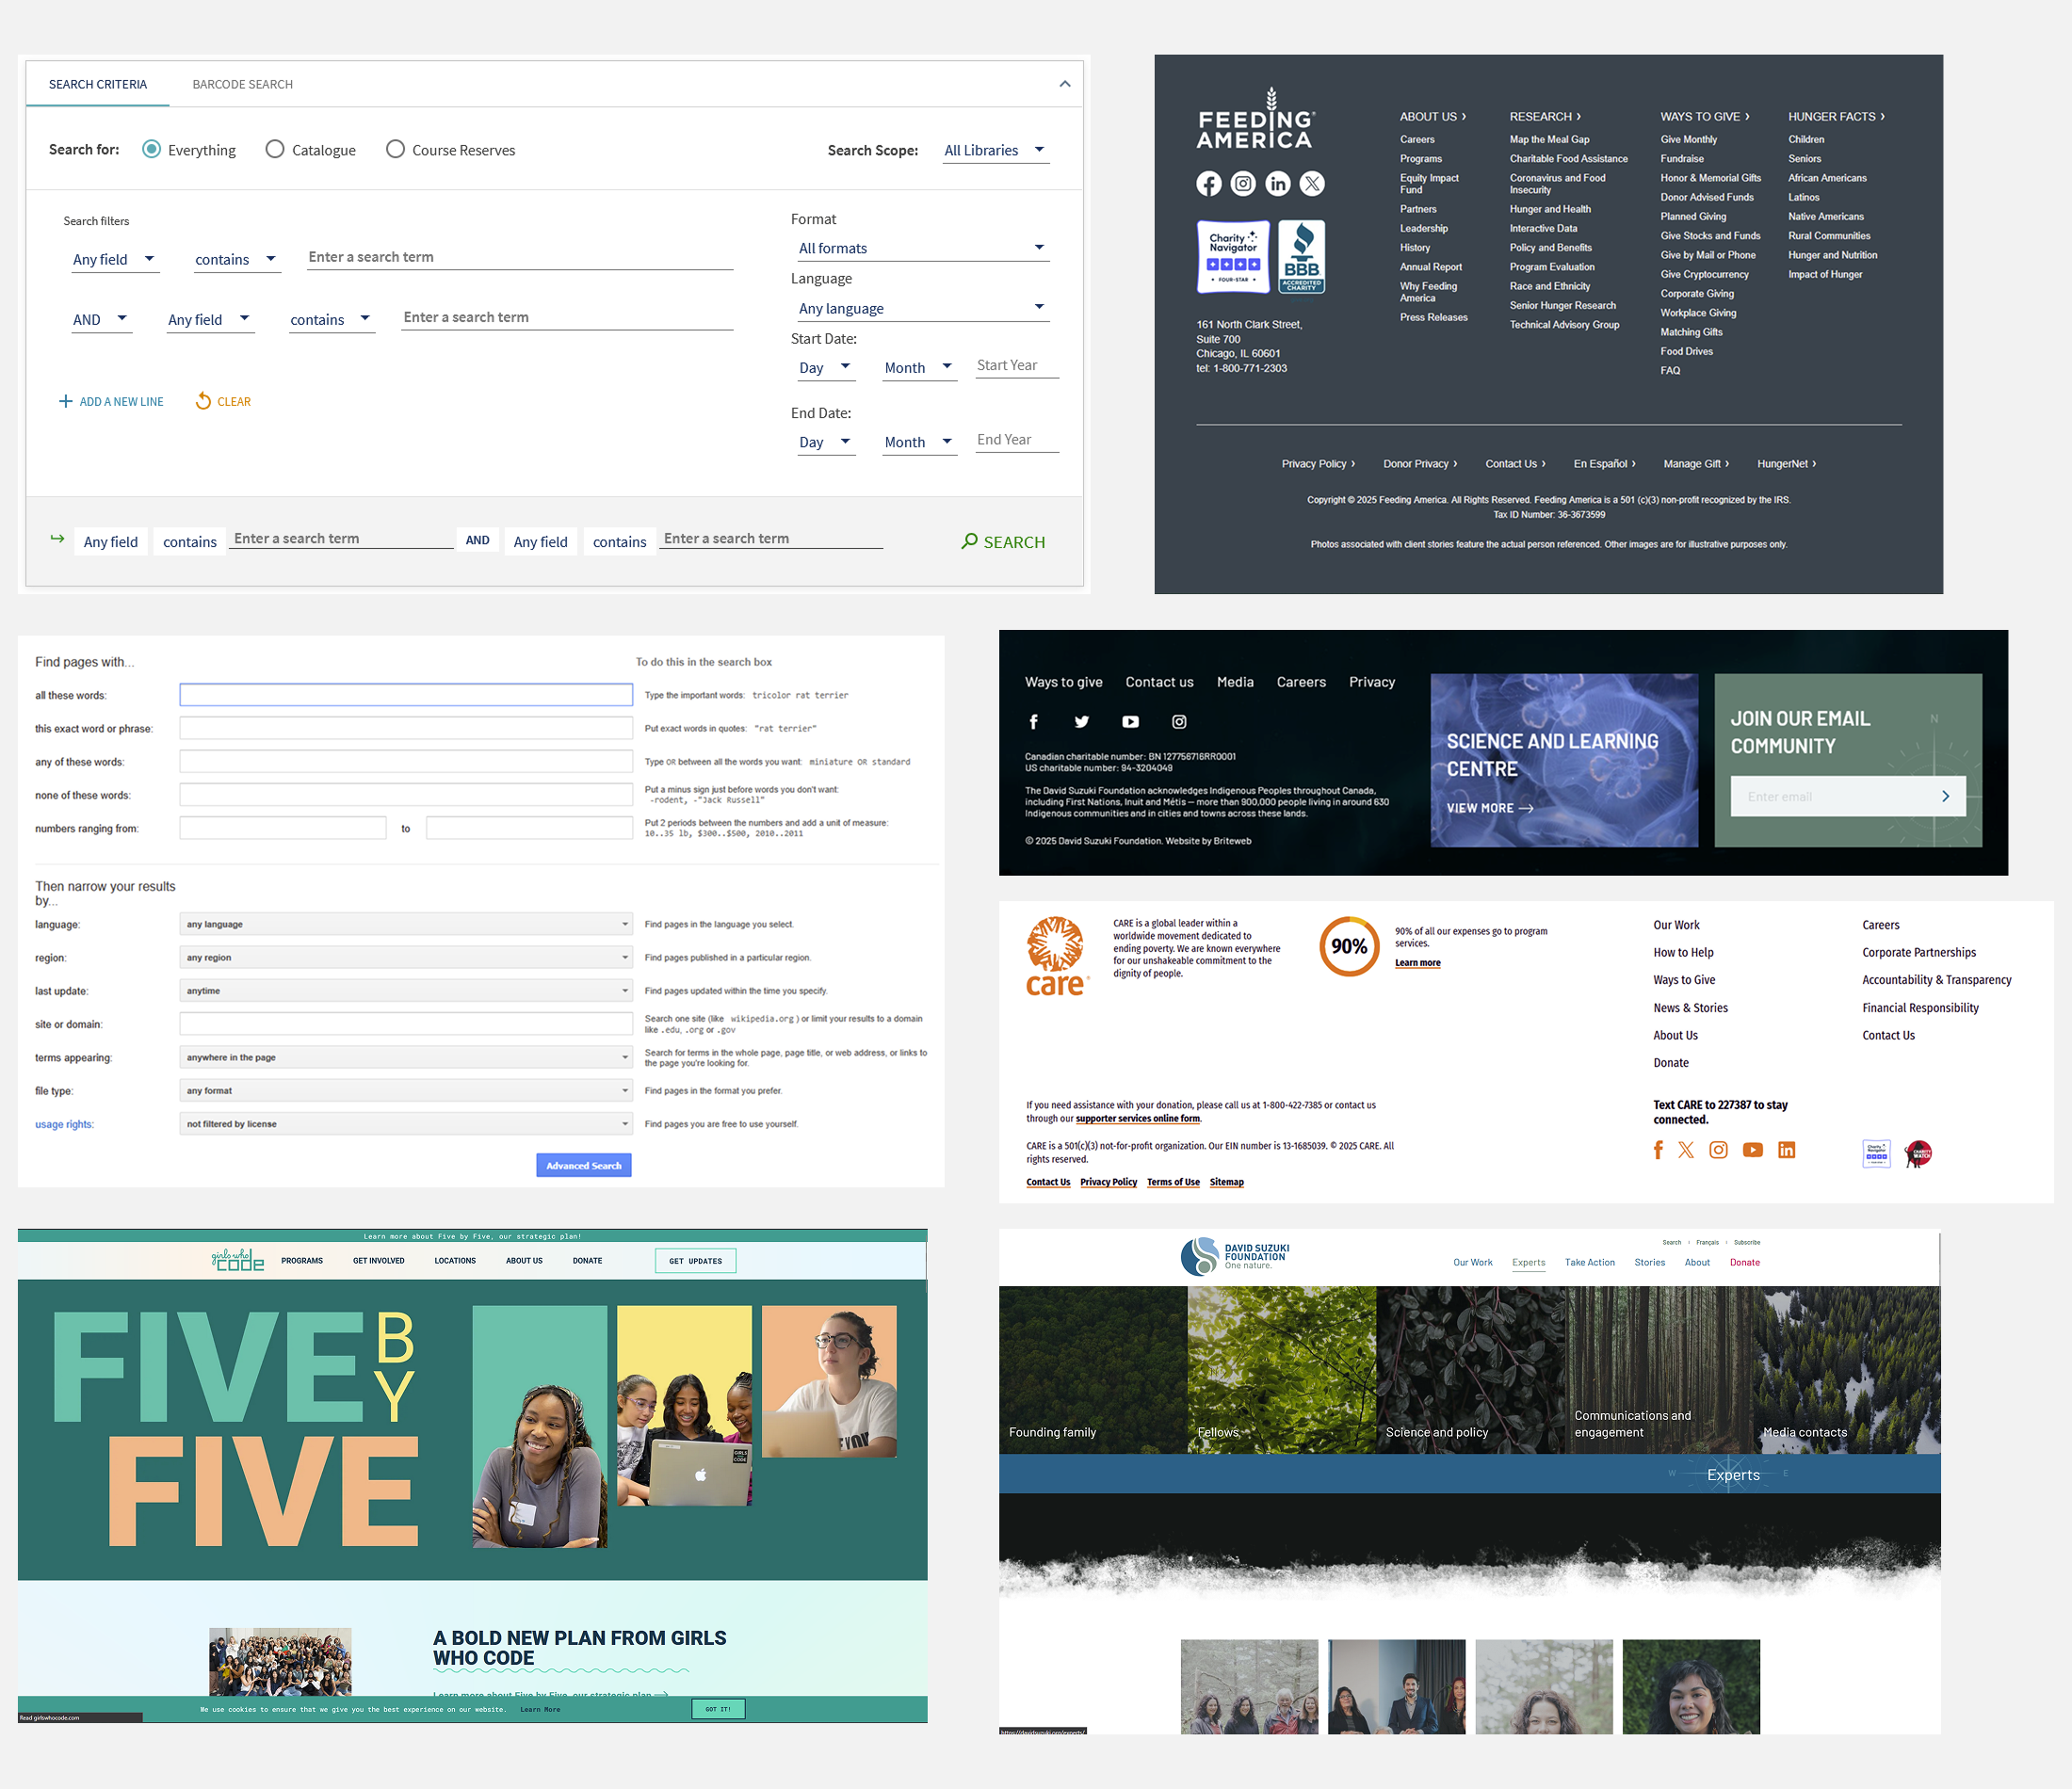 SEARCH CRITERIA
BARCODE SEARCH
Search for:
Everything
Catalogue
Course Reserves
Search Scope:
All Libraries
Search filters
Any field
contains
Enter a search term
AND
Any field
contains
Enter a search term
ADD A NEW LINE
CLEAR
Format
All formats
Language
Any language
Start Date:
Day
Month
Start Year
End Date:
Day
Month
End Year
Any field
contains
Enter a search term
AND
Any field
contains
Enter a search term
SEARCH
FEEDING
AMERICA
Charity
Navigator
FOUR-STAR
BBB
ACCREDITED
CHARITY
161 North Clark Street,
Suite 700
Chicago, IL 60601
tel: 1-800-771-2303
ABOUT US ›
Careers
Programs
Equity Impact
Fund
Partners
Leadership
History
Annual Report
Why Feeding
America
Press Releases
RESEARCH ›
Map the Meal Gap
Charitable Food Assistance
Coronavirus and Food
Insecurity
Hunger and Health
Interactive Data
Policy and Benefits
Program Evaluation
Race and Ethnicity
Senior Hunger Research
Technical Advisory Group
WAYS TO GIVE ›
Give Monthly
Fundraise
Honor & Memorial Gifts
Donor Advised Funds
Planned Giving
Give Stocks and Funds
Give by Mail or Phone
Give Cryptocurrency
Corporate Giving
Workplace Giving
Matching Gifts
Food Drives
FAQ
HUNGER FACTS ›
Children
Seniors
African Americans
Latinos
Native Americans
Rural Communities
Hunger and Nutrition
Impact of Hunger
Privacy Policy ›
Donor Privacy ›
Contact Us ›
En Español ›
Manage Gift ›
HungerNet ›
Copyright © 2025 Feeding America. All Rights Reserved. Feeding America is a 501 (c)(3) non-profit recognized by the IRS.
Tax ID Number: 36-3673599
Photos associated with client stories feature the actual person referenced. Other images are for illustrative purposes only.
Find pages with...
To do this in the search box
all these words:
Type the important words: tricolor rat terrier
this exact word or phrase:
Put exact words in quotes: "rat terrier"
any of these words:
Type OR between all the words you want: miniature OR standard
none of these words:
Put a minus sign just before words you don't want:
-rodent, -"Jack Russell"
numbers ranging from:
to
Put 2 periods between the numbers and add a unit of measure:
10..35 lb, $300..$500, 2010..2011
Then narrow your results
by...
language:
any language
Find pages in the language you select.
region:
any region
Find pages published in a particular region.
last update:
anytime
Find pages updated within the time you specify.
site or domain:
Search one site (like wikipedia.org ) or limit your results to a domain
like .edu, .org or .gov
terms appearing:
anywhere in the page
Search for terms in the whole page, page title, or web address, or links to
the page you're looking for.
file type:
any format
Find pages in the format you prefer.
usage rights:
not filtered by license
Find pages you are free to use yourself.
Advanced Search
Ways to give
Contact us
Media
Careers
Privacy
Canadian charitable number: BN 127756716RR0001
US charitable number: 94-3204049
The David Suzuki Foundation acknowledges Indigenous Peoples throughout Canada,
including First Nations, Inuit and Métis — more than 900,000 people living in around 630
Indigenous communities and in cities and towns across these lands.
© 2025 David Suzuki Foundation. Website by Briteweb
SCIENCE AND LEARNING
CENTRE
VIEW MORE
JOIN OUR EMAIL
COMMUNITY
N
Enter email
care
CARE is a global leader within a
worldwide movement dedicated to
ending poverty. We are known everywhere
for our unshakeable commitment to the
dignity of people.
90%
90% of all our expenses go to program
services.
Learn more
Our Work
How to Help
Ways to Give
News & Stories
About Us
Donate
Careers
Corporate Partnerships
Accountability & Transparency
Financial Responsibility
Contact Us
If you need assistance with your donation, please call us at 1-800-422-7385 or contact us
through our supporter services online form.
CARE is a 501(c)(3) not-for-profit organization. Our EIN number is 13-1685039. © 2025 CARE. All
rights reserved.
Contact Us
Privacy Policy
Terms of Use
Sitemap
Text CARE to 227387 to stay
connected.
Charity
Navigator
CHARITY
WATCH
Learn more about Five by Five, our strategic plan!
girls who
code
PROGRAMS
GET INVOLVED
LOCATIONS
ABOUT US
DONATE
GET UPDATES
FIVE BY
FIVE
GIRLS
WHO
CODE
A BOLD NEW PLAN FROM GIRLS
WHO CODE
Learn more about Five by Five, our strategic plan
We use cookies to ensure that we give you the best experience on our website.
Learn More
GOT IT!
Read girlswhocode.com
DAVID SUZUKI
FOUNDATION
One nature.
Search
Français
Subscribe
Our Work
Experts
Take Action
Stories
About
Donate
Founding family
Fellows
Science and policy
Communications and
engagement
Media contacts
W
Experts
E
https://davidsuzuki.org/experts/